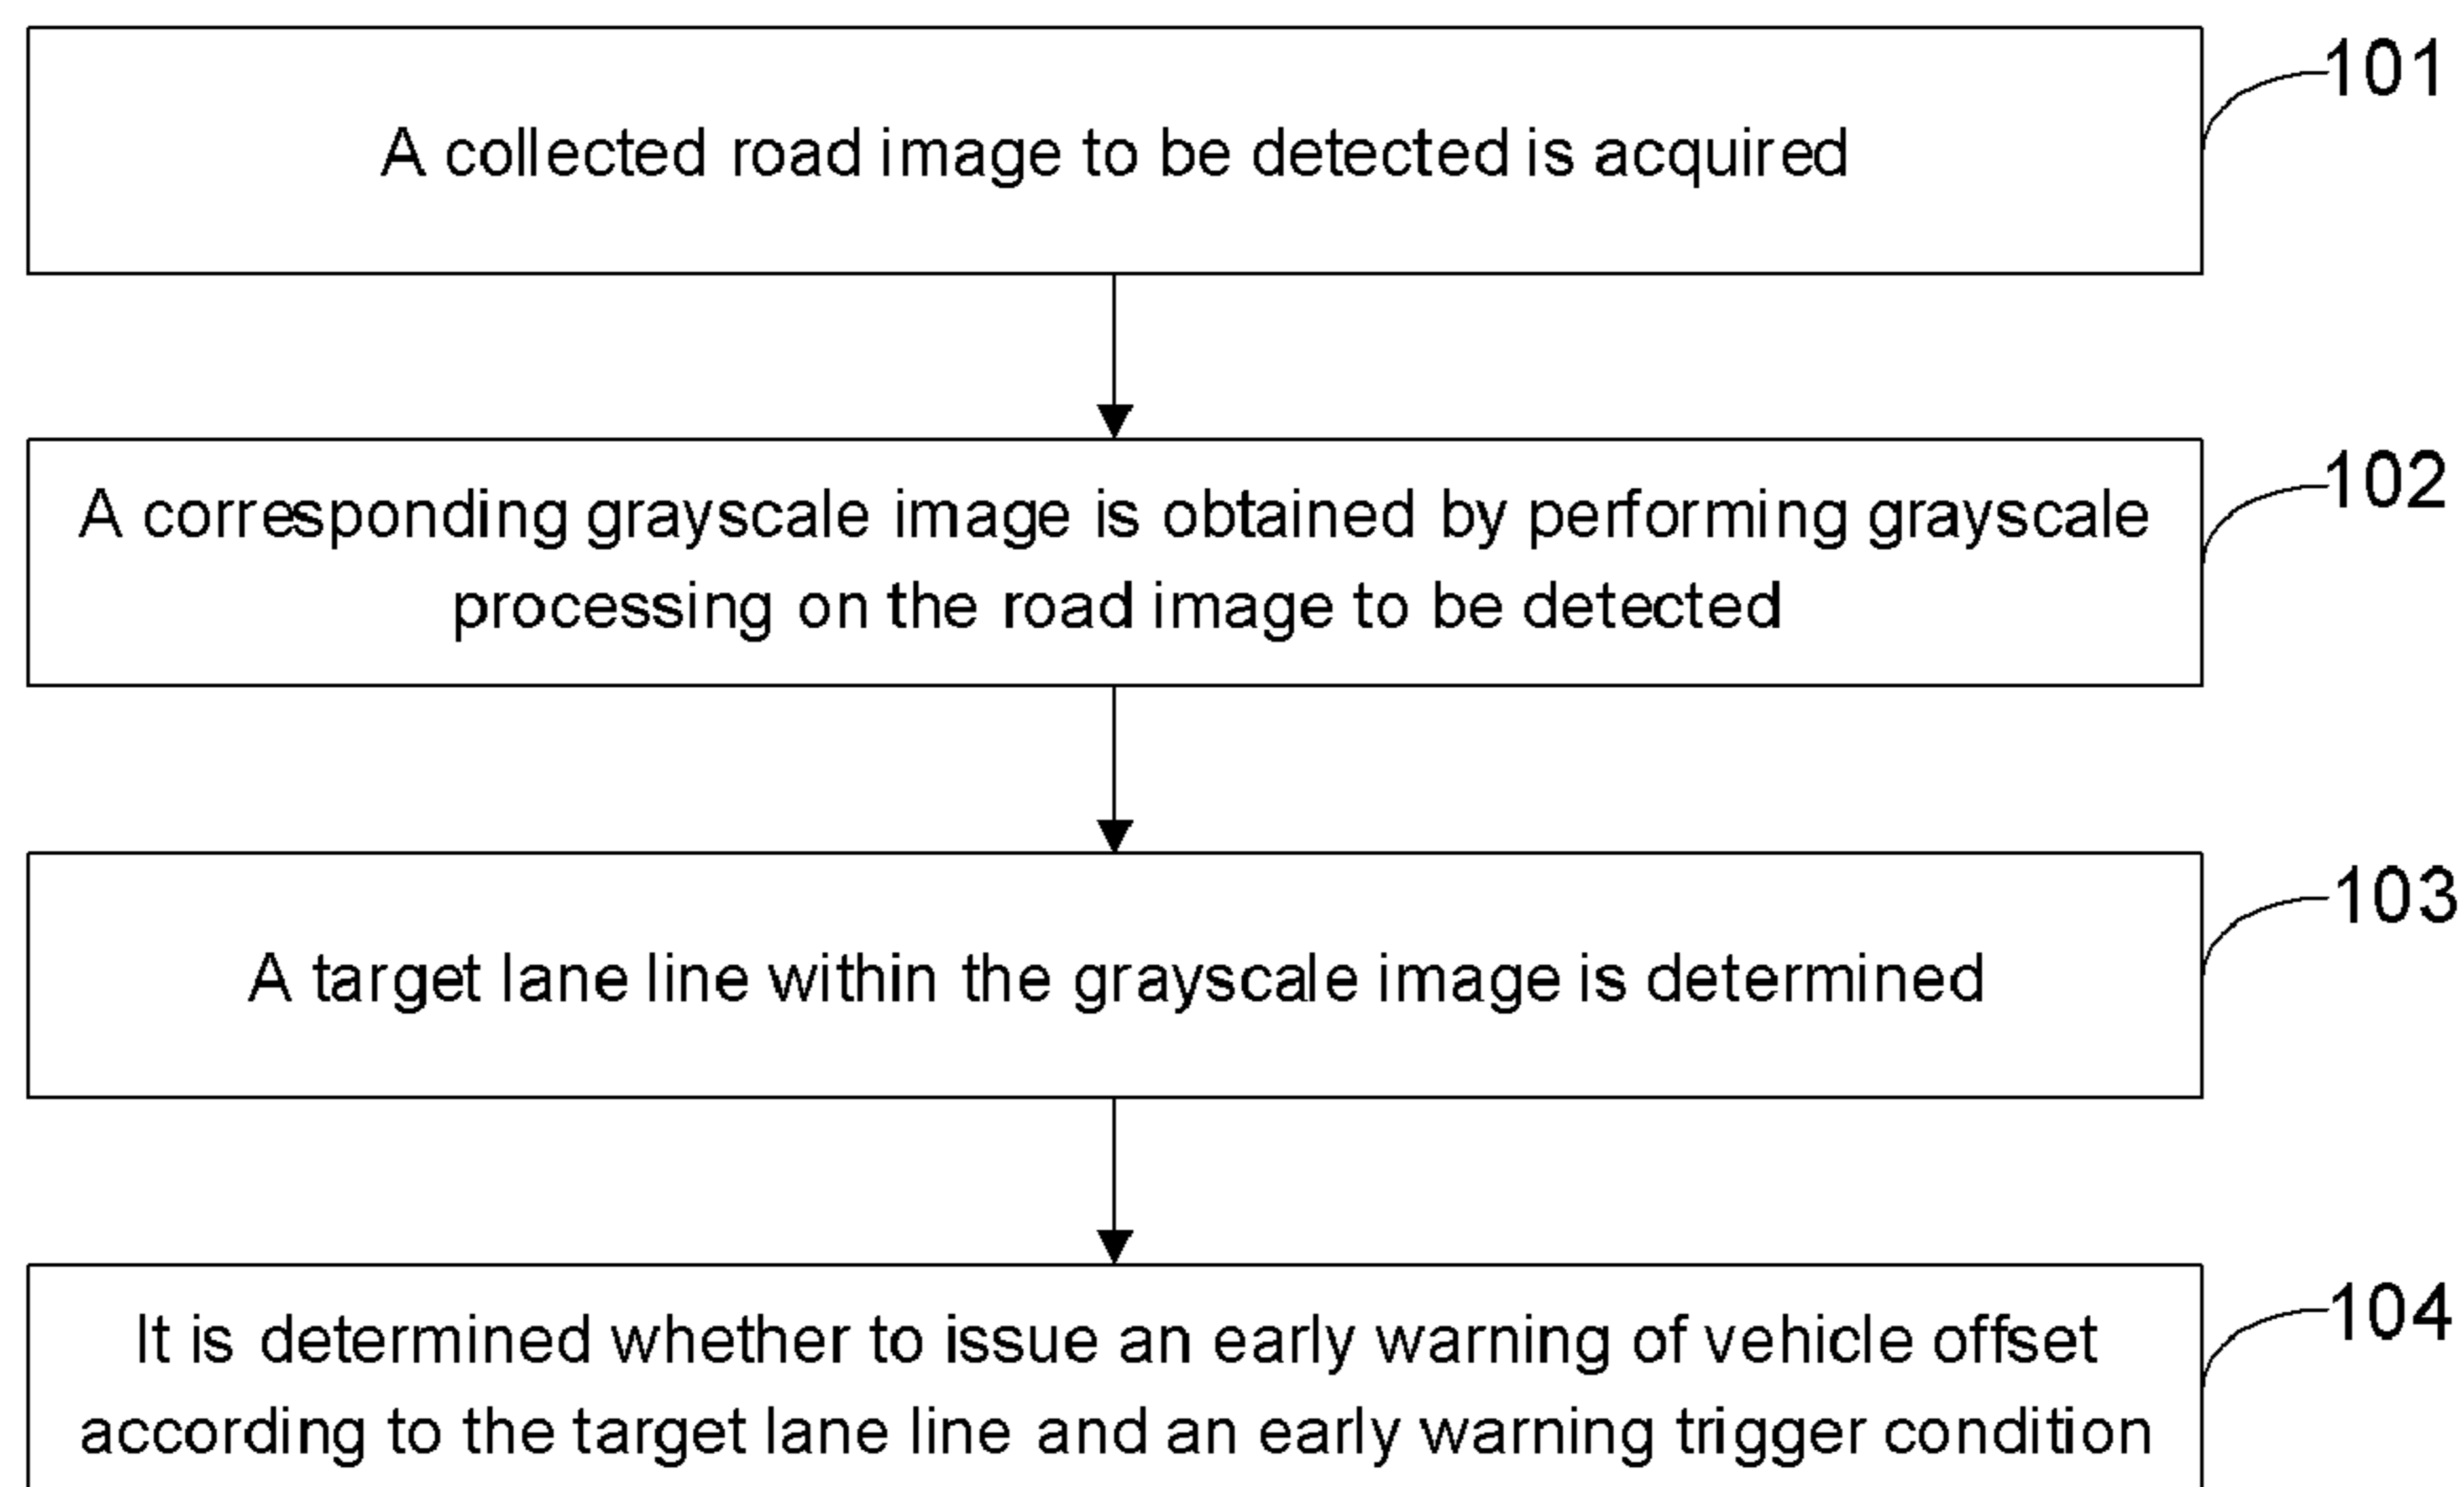 101
A collected road image to be detected is acquired
102
A corresponding grayscale image is obtained by performing grayscale
processing on the road image to be detected
103
A target lane line within the grayscale image is determined
104
It is determined whether to issue an early warning of vehicle offset
according to the target lane line and an early warning trigger condition